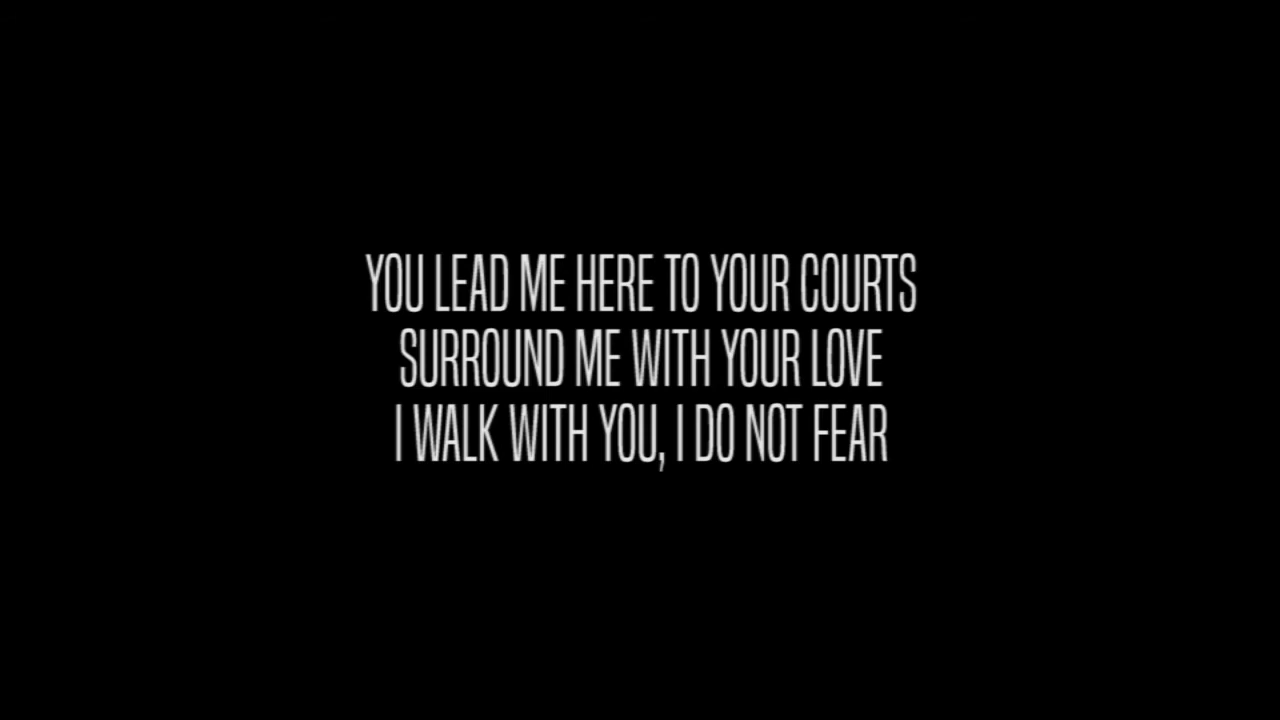 YOU LEAD ME HERE TO YOUR COURTS
SURROUND ME WITH YOUR LOVE
I WALK WITH YOU, I DO NOT FEAR